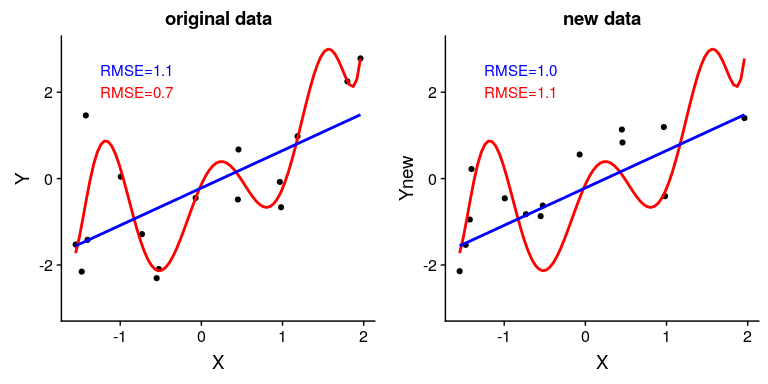 original data
RMSE=1.1
RMSE=0.7
Y
2
0
-2
-1
0
1
2
X
new data
RMSE=1.0
RMSE=1.1
Ynew
2
0
-2
-1
0
1
2
X